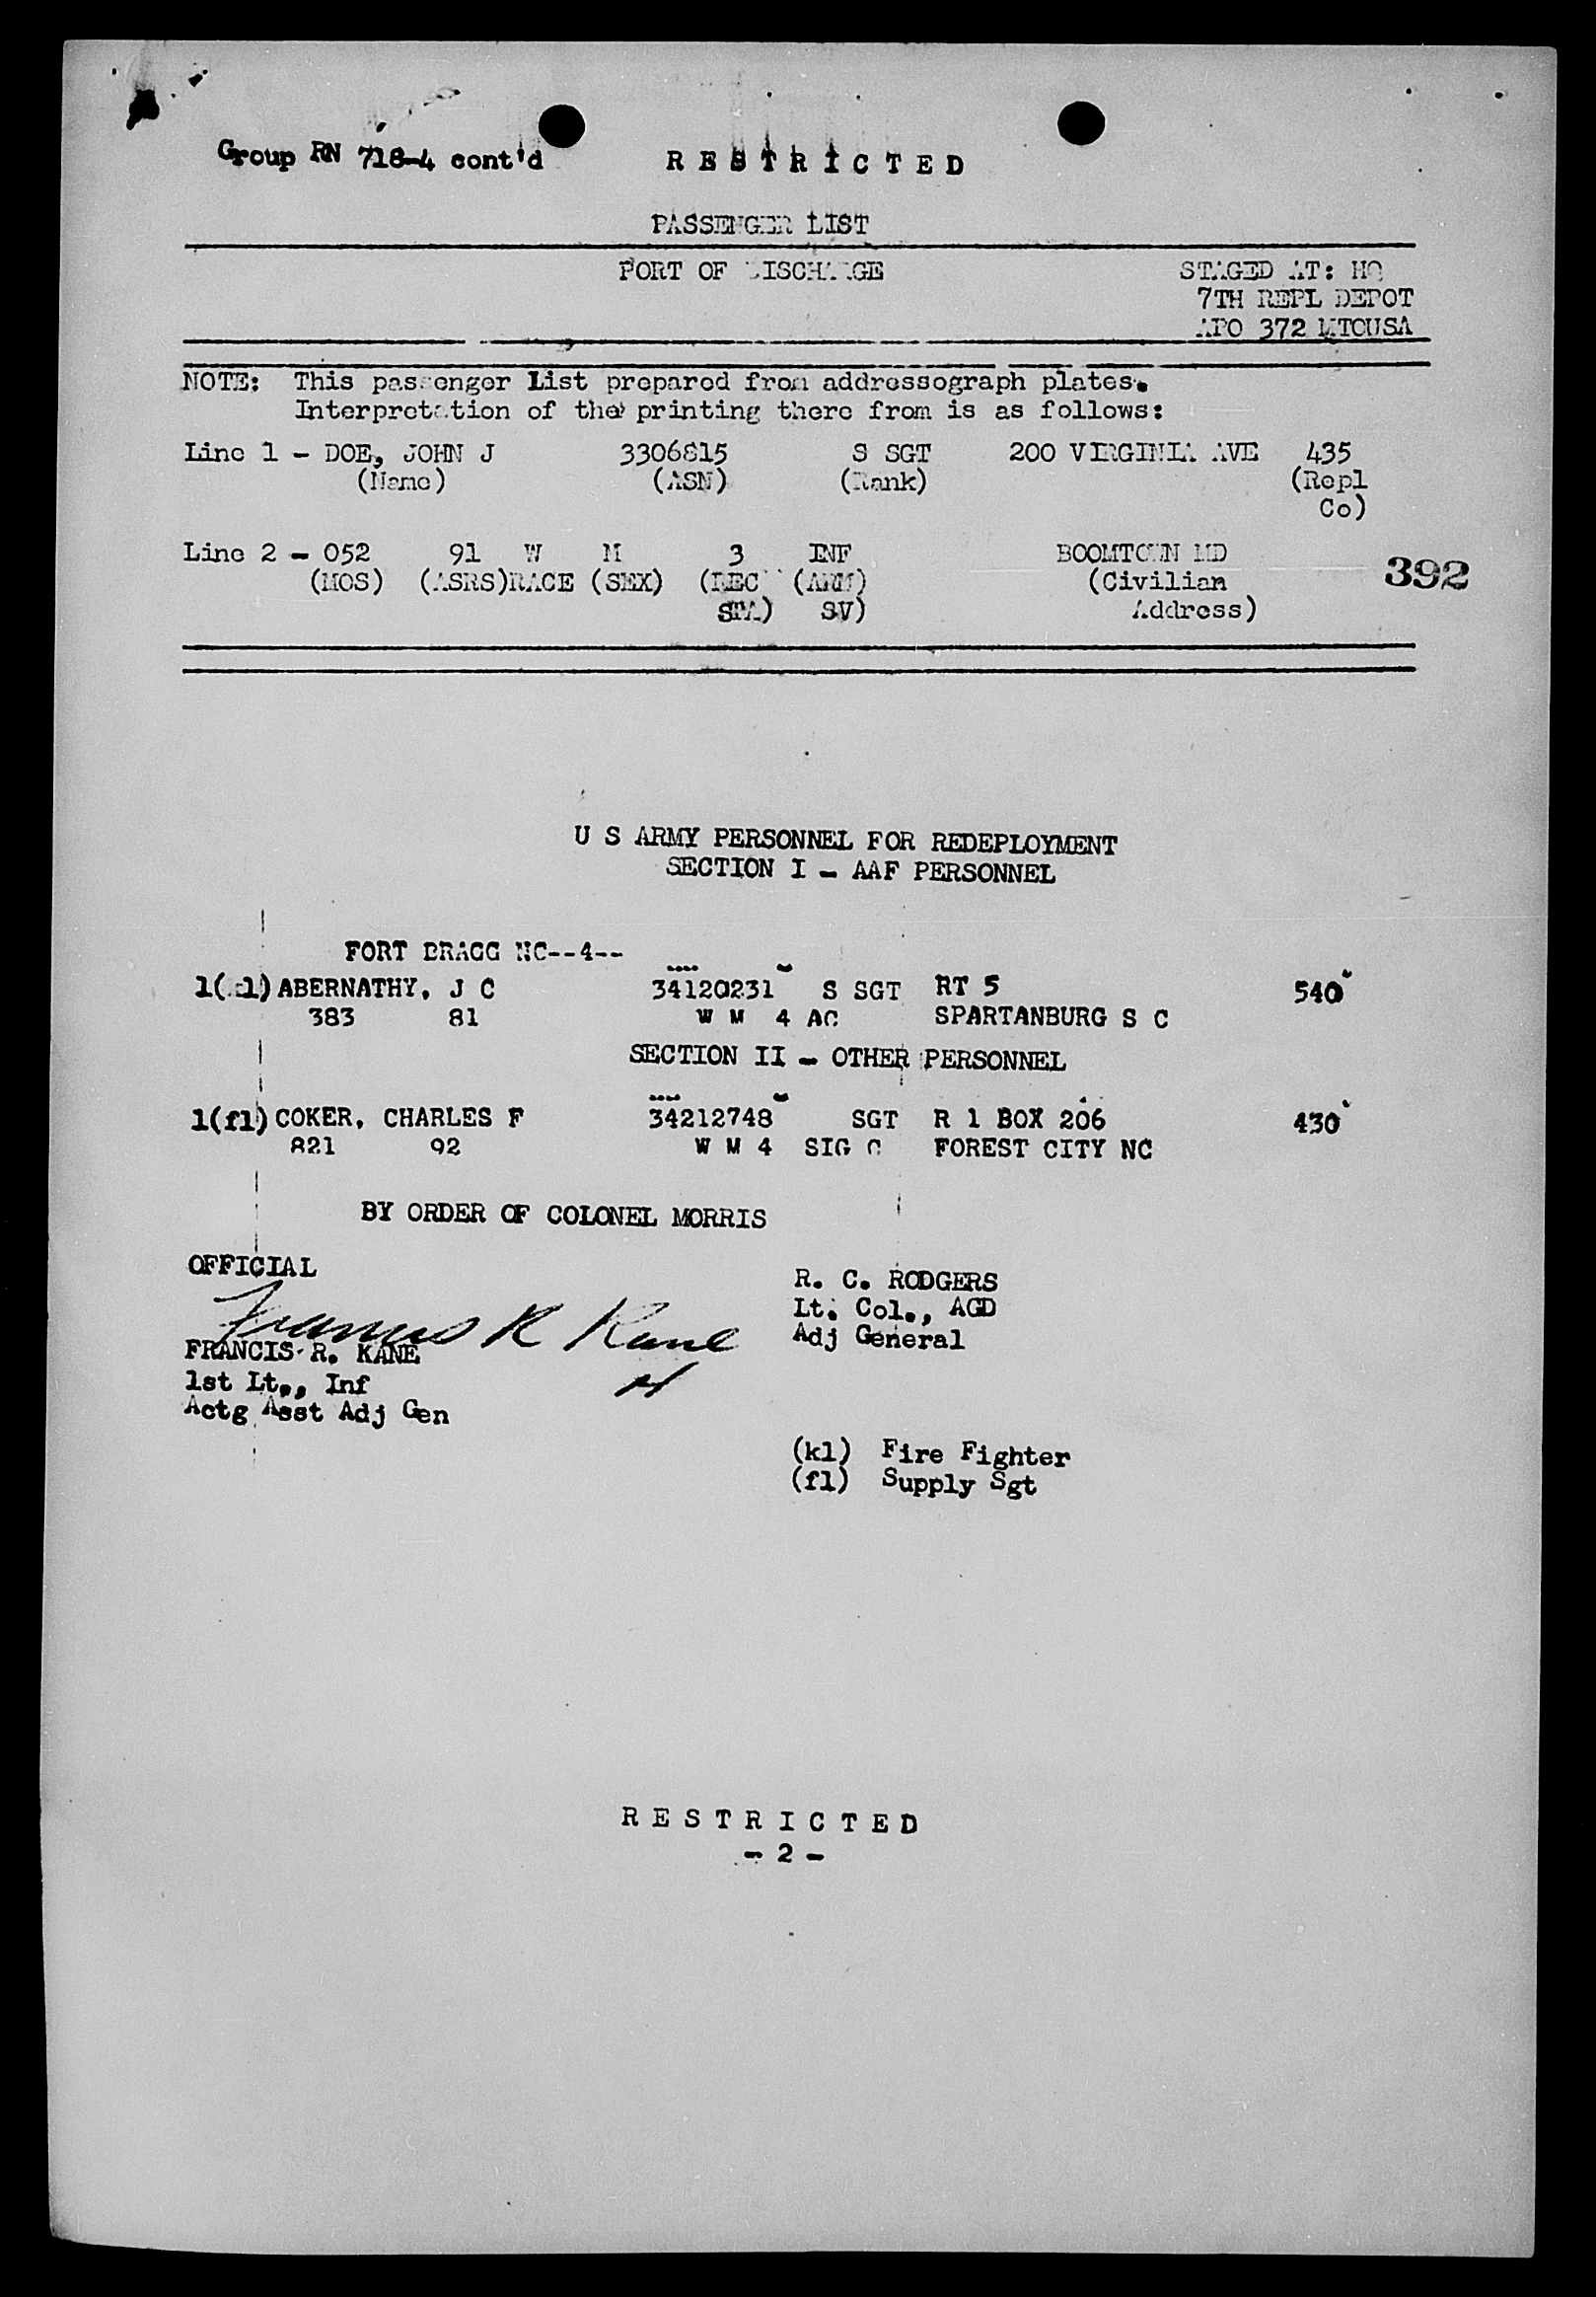 Group RN 718-4 cont'd
R E S T R I C T E D
PASSENGER LIST
PORT OF DISCHARGE
STAGED AT: HQ
7TH REPL DEPOT
APO 372 MTOUSA
NOTE: This passenger List prepared from addressograph plates.
Interpretation of the printing there from is as follows:
Line 1 - DOE, JOHN J 3306815 S SGT 200 VIRGINIA AVE 435
(Name) (ASN) (Rank) (Repl
Co)
Line 2 - 052 91 W M 3 INF BOOMTOWN MD
392
(MOS) (ASRS)RACE (SEX) (REC (ARM) (Civilian
STA) SV) Address)
U S ARMY PERSONNEL FOR REDEPLOYMENT
SECTION I - AAF PERSONNEL
FORT BRAGG NC--4--
1(kl) ABERNATHY, J C 34120231 S SGT RT 5 540
383 81 W M 4 AC SPARTANBURG S C
SECTION II - OTHER PERSONNEL
1(fl) COKER, CHARLES F 34212748 SGT R 1 BOX 206 430
821 92 W M 4 SIG C FOREST CITY NC
BY ORDER OF COLONEL MORRIS
OFFICIAL
R. C. RODGERS
Lt. Col., AGD
Adj General
Francis R Kane
FRANCIS R. KANE
1st Lt., Inf
Actg Asst Adj Gen
(kl) Fire Fighter
(fl) Supply Sgt
R E S T R I C T E D
- 2 -